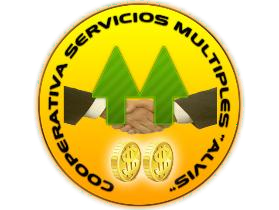 COOPERATIVA SERVICIOS MULTIPLES "ALVIS"
$ $